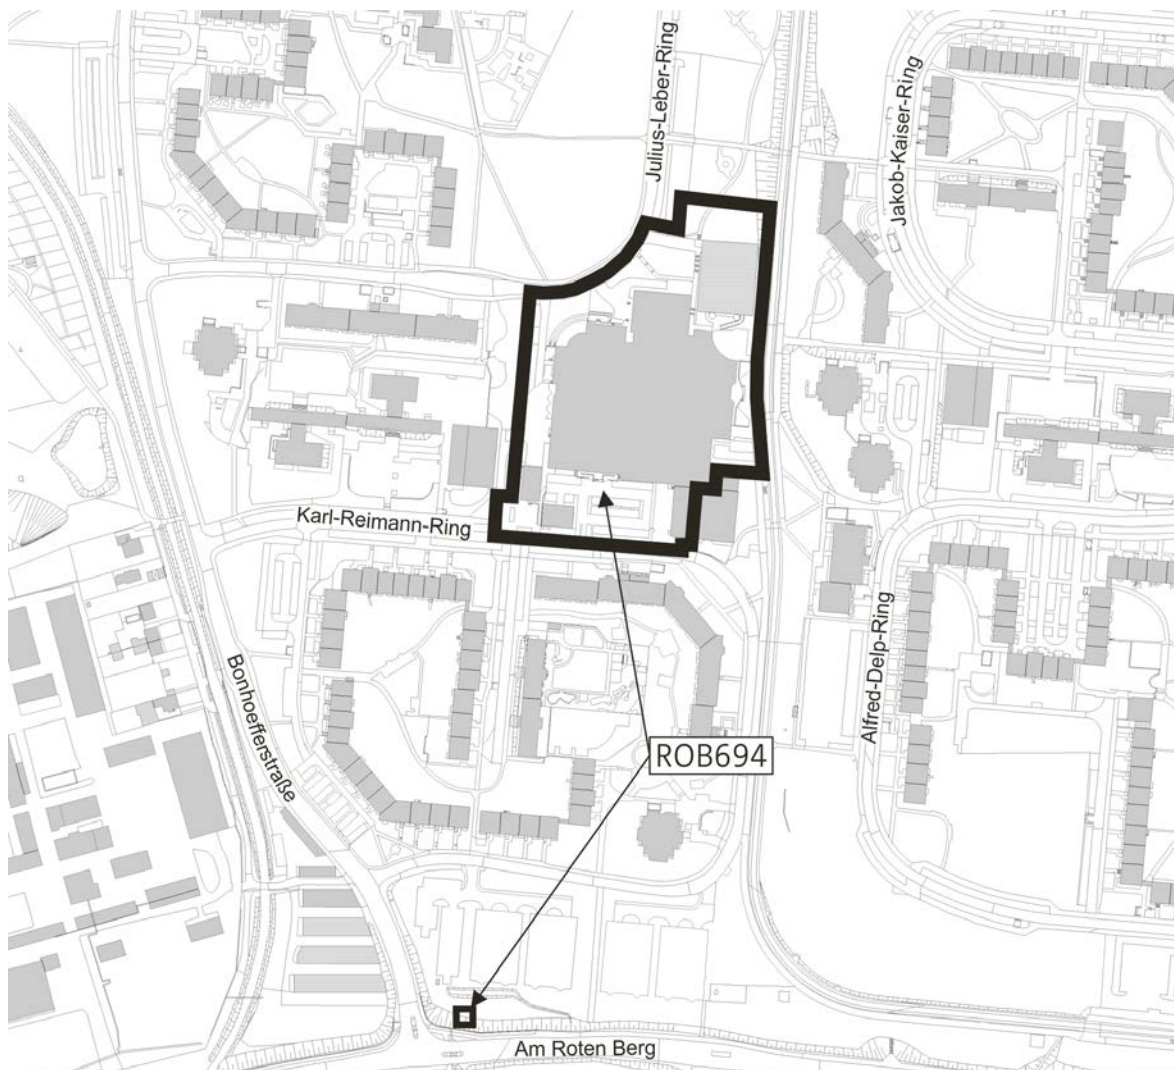 Julius-Leber-Ring
Jakob-Kaiser-Ring
Karl-Reimann-Ring
Bonhoefferstraße
Alfred-Delp-Ring
ROB694
Am Roten Berg